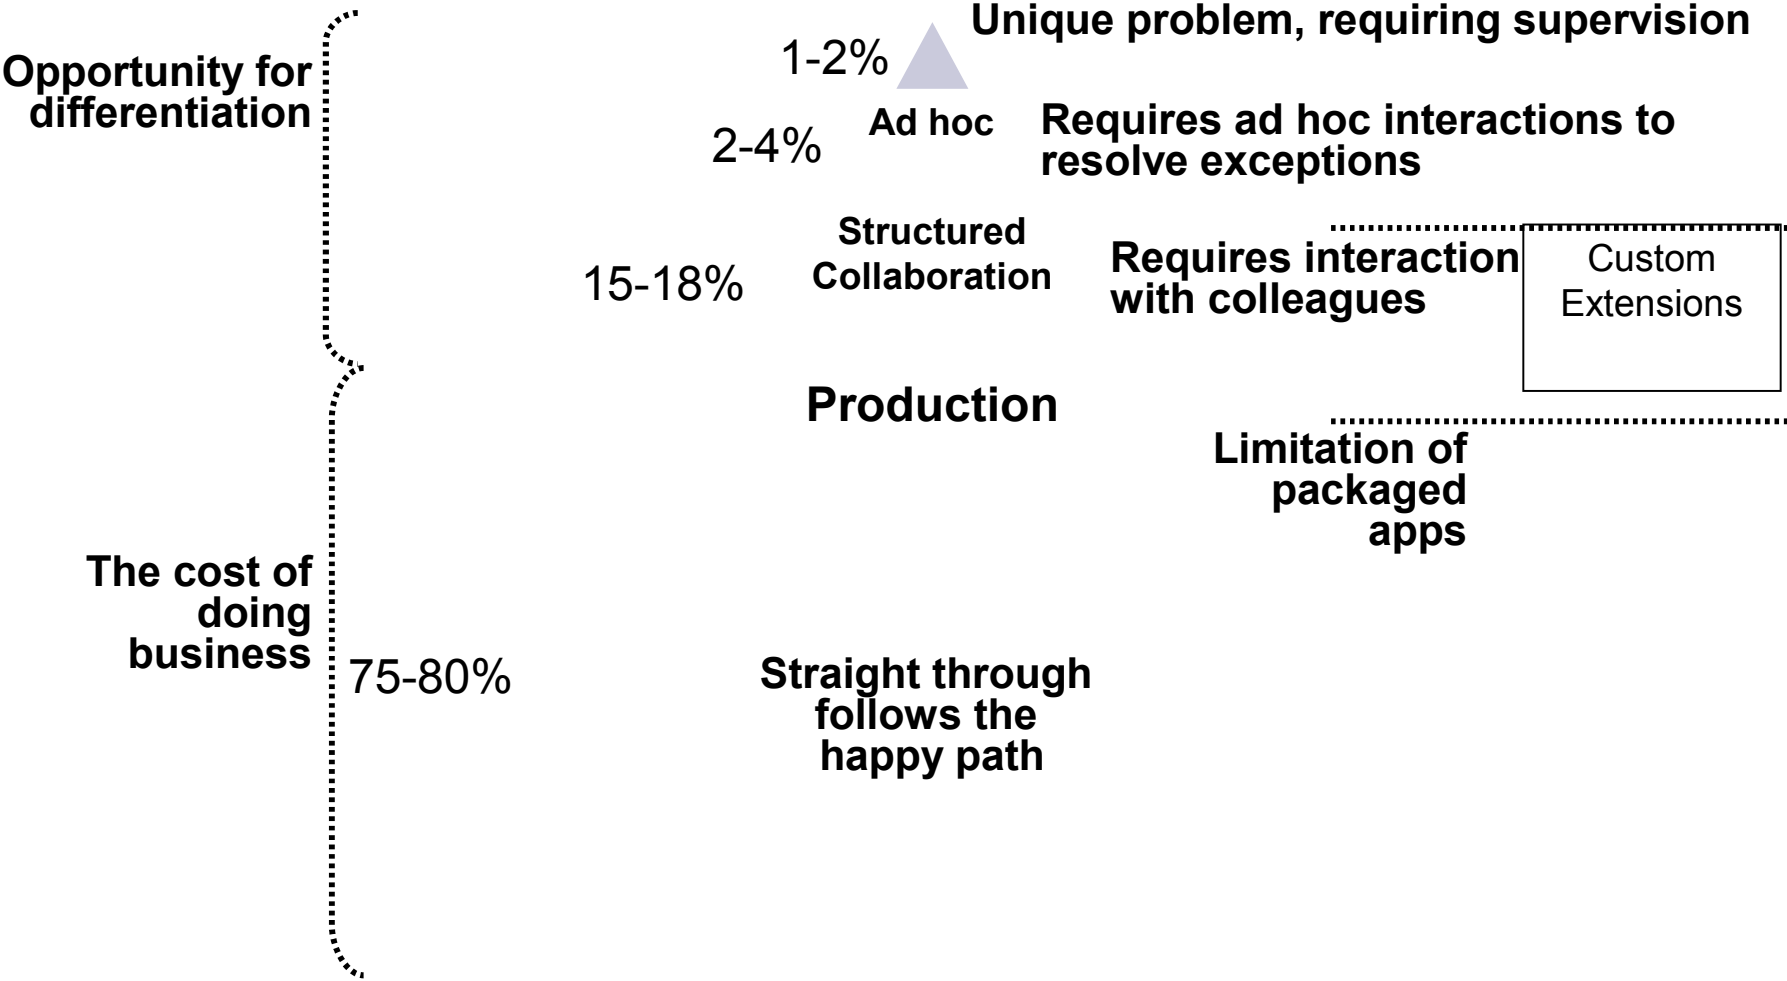 Unique problem, requiring supervision
1-2%
Opportunity for
differentiation
Ad hoc
2-4%
Requires ad hoc interactions to
resolve exceptions
Structured
Collaboration
15-18%
Requires interaction
with colleagues
Custom
Extensions
Production
Limitation of
packaged
apps
The cost of
doing
business
75-80%
Straight through
follows the
happy path